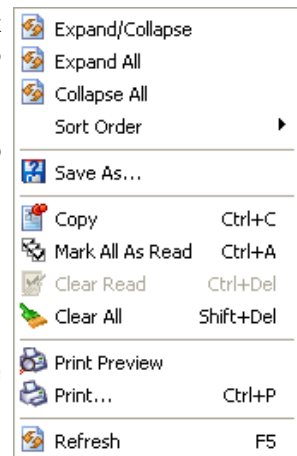 Expand/Collapse
Expand All
Collapse All
Sort Order
Save As...
Copy Ctrl+C
Mark All As Read Ctrl+A
Clear Read Ctrl+Del
Clear All Shift+Del
Print Preview
Print... Ctrl+P
Refresh F5